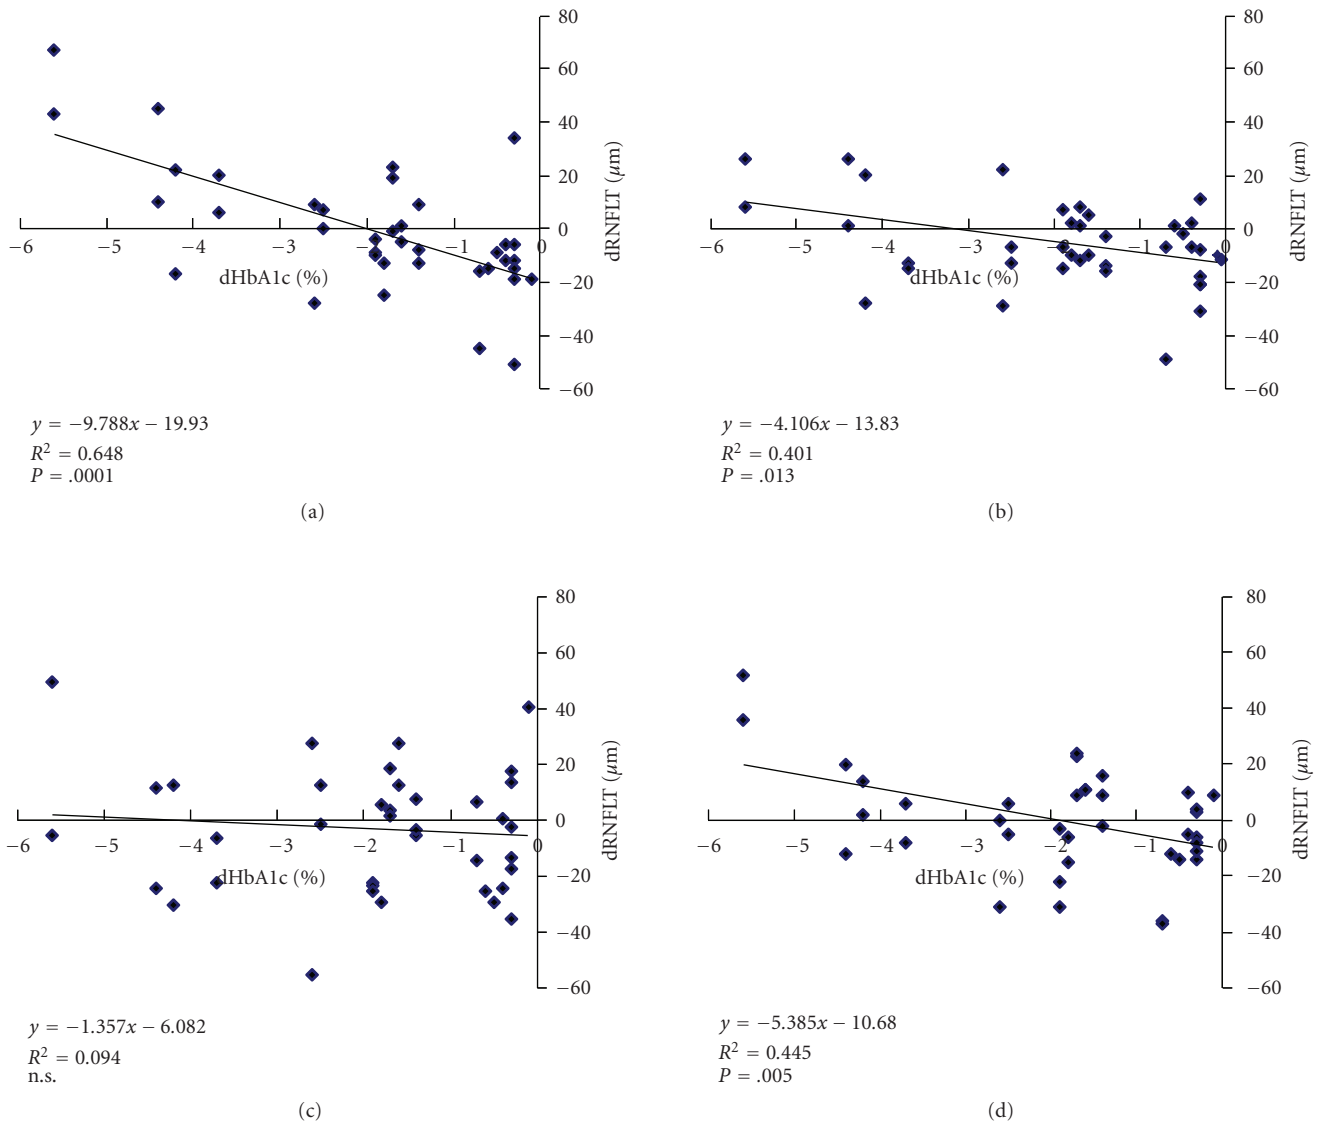 80
60
40
20
0
−20
−40
−60
dRNFLT (μm)
−6 −5 −4 −3 −2 −1 0
dHbA1c (%)
y = −9.788x − 19.93
R² = 0.648
P = .0001
(a)
80
60
40
20
0
−20
−40
−60
dRNFLT (μm)
−6 −5 −4 −3 −2 −1 0
dHbA1c (%)
y = −4.106x − 13.83
R² = 0.401
P = .013
(b)
80
60
40
20
0
−20
−40
−60
dRNFLT (μm)
−6 −5 −4 −3 −2 −1 0
dHbA1c (%)
y = −1.357x − 6.082
R² = 0.094
n.s.
(c)
80
60
40
20
0
−20
−40
−60
dRNFLT (μm)
−6 −5 −4 −3 −2 −1 0
dHbA1c (%)
y = −5.385x − 10.68
R² = 0.445
P = .005
(d)